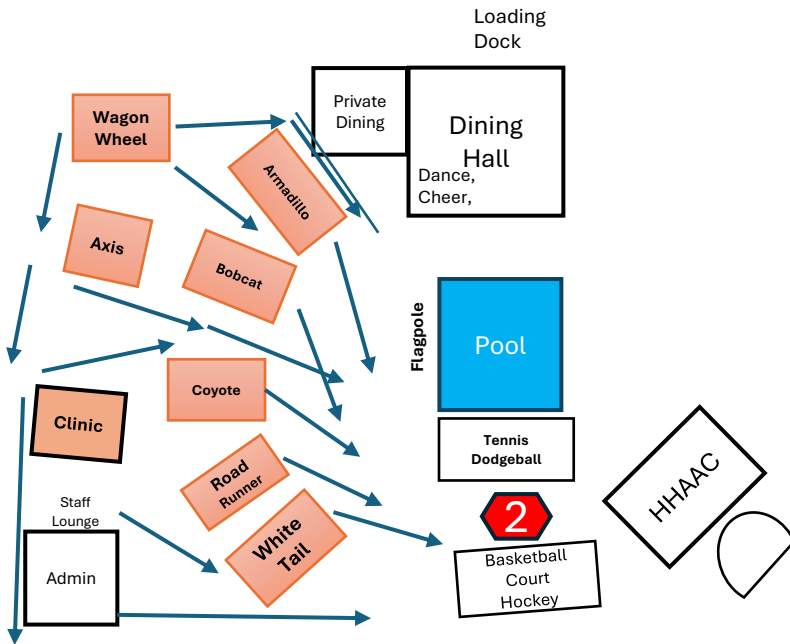 Loading
Dock
Private
Dining
Dining
Hall
Dance,
Cheer,
Wagon
Wheel
Armadillo
Axis
Bobcat
Flagpole
Pool
Coyote
Clinic
Tennis
Dodgeball
Road
Runner
HHAAC
Staff
Lounge
2
White
Tail
Admin
Basketball
Court
Hockey